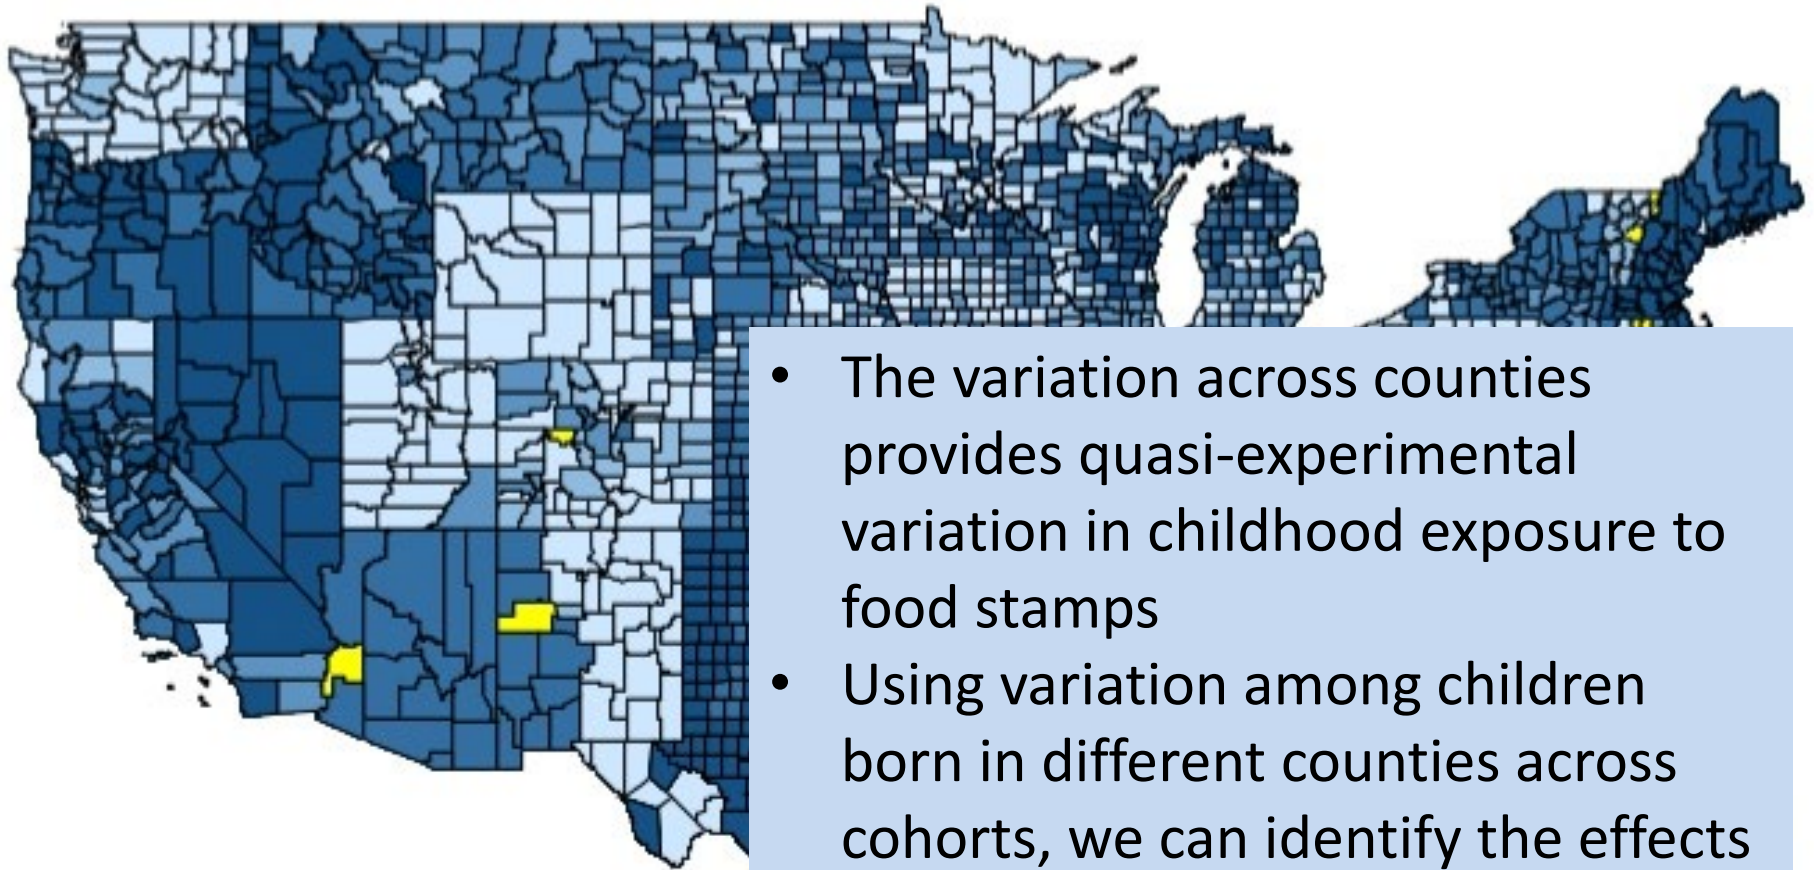 • The variation across counties
provides quasi-experimental
variation in childhood exposure to
food stamps
• Using variation among children
born in different counties across
cohorts, we can identify the effects